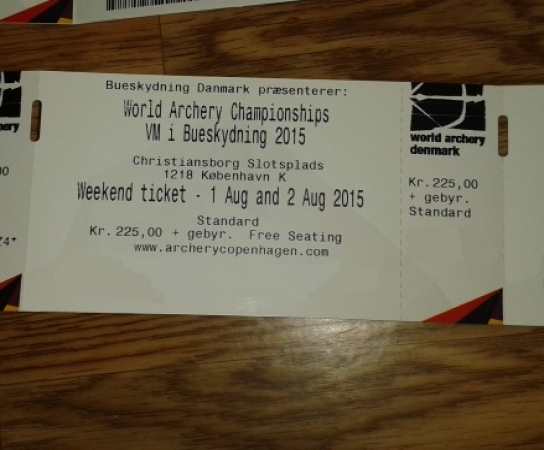 Bueskydning Danmark præsenterer:
World Archery Championships
VM i Bueskydning 2015
Christiansborg Slotsplads
1218 København K
Weekend ticket - 1 Aug and 2 Aug 2015
Standard
Kr. 225,00 + gebyr. Free Seating
www.archerycopenhagen.com
world archery
denmark
Kr. 225,00
+ gebyr.
Standard